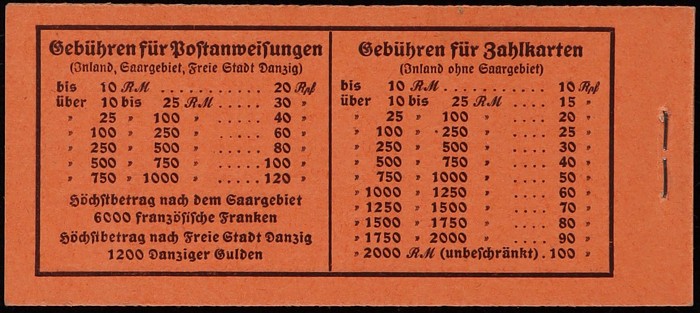 Gebühren für Postanweisungen
(Inland, Saargebiet, Freie Stadt Danzig)
bis 10 RM . . . . . . 20 Rpf
über 10 bis 25 RM . . . . 30 "
" 25 " 100 " . . . . 40 "
" 100 " 250 " . . . . 60 "
" 250 " 500 " . . . . 80 "
" 500 " 750 " . . . . 100 "
" 750 " 1000 " . . . . 120 "
Höchstbetrag nach dem Saargebiet
6000 französische Franken
Höchstbetrag nach Freie Stadt Danzig
1200 Danziger Gulden
Gebühren für Zahlkarten
(Inland ohne Saargebiet)
bis 10 RM . . . . . . . . 10 Rpf
über 10 bis 25 RM . . . . 15 "
" 25 " 100 " . . . . 20 "
" 100 " 250 " . . . . 25 "
" 250 " 500 " . . . . 30 "
" 500 " 750 " . . . . 40 "
" 750 " 1000 " . . . . 50 "
" 1000 " 1250 " . . . . 60 "
" 1250 " 1500 " . . . . 70 "
" 1500 " 1750 " . . . . 80 "
" 1750 " 2000 " . . . . 90 "
" 2000 RM (unbeschränkt) . 100 "